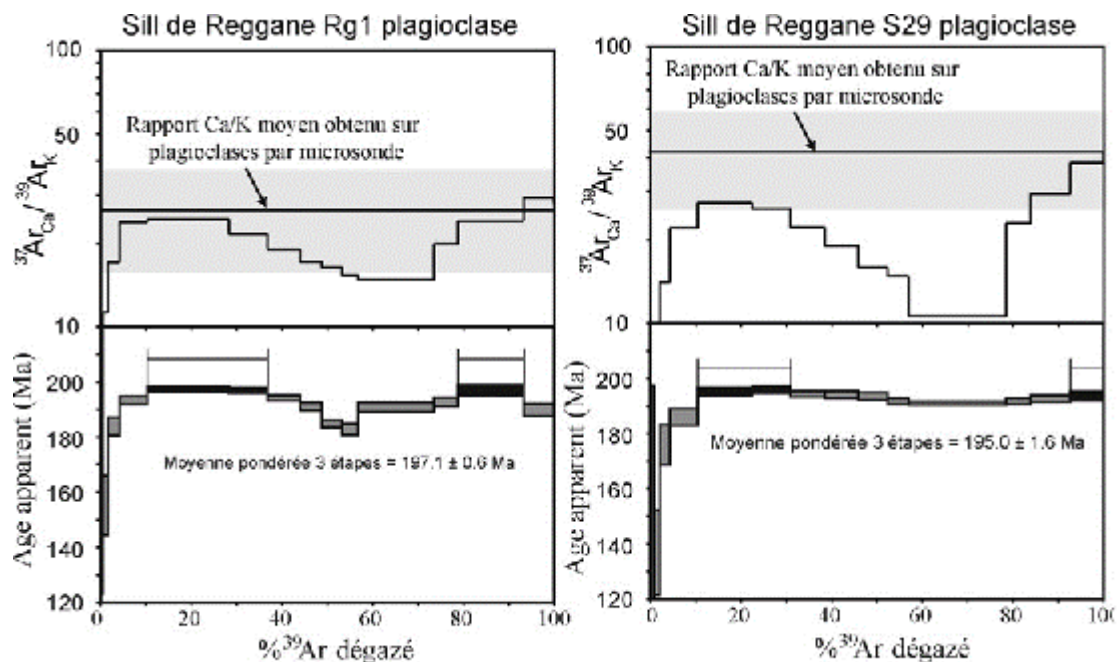 Sill de Reggane Rg1 plagioclase
100
Rapport Ca/K moyen obtenu sur
plagioclases par microsonde
50
37ArCa/39ArK
10
Age apparent (Ma)
200
180
160
140
120
Moyenne pondérée 3 étapes = 197.1 ± 0.6 Ma
0 20 40 60 80 100
%39Ar dégazé
Sill de Reggane S29 plagioclase
100
Rapport Ca/K moyen obtenu sur
plagioclases par microsonde
50
37ArCa/39ArK
10
Age apparent (Ma)
200
180
160
140
120
Moyenne pondérée 3 étapes = 195.0 ± 1.6 Ma
0 20 40 60 80 100
%39Ar dégazé